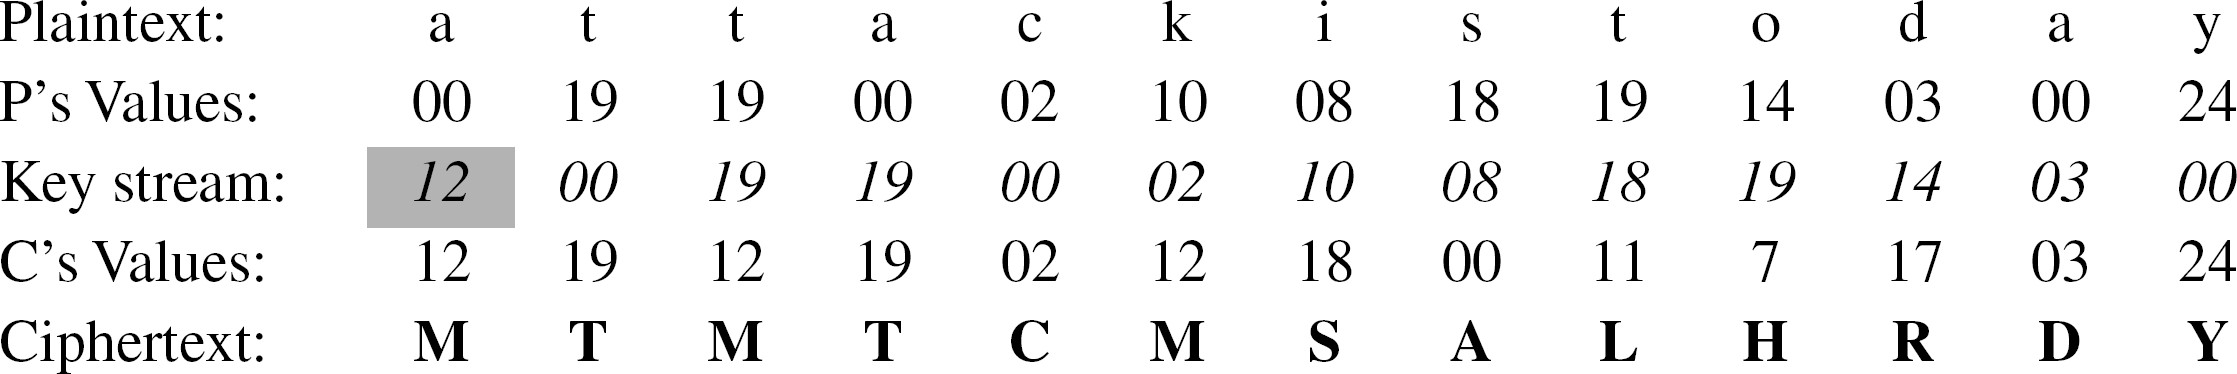 Plaintext: a t t a c k i s t o d a y
P’s Values: 00 19 19 00 02 10 08 18 19 14 03 00 24
Key stream: 12 00 19 19 00 02 10 08 18 19 14 03 00
C’s Values: 12 19 12 19 02 12 18 00 11 7 17 03 24
Ciphertext: M T M T C M S A L H R D Y